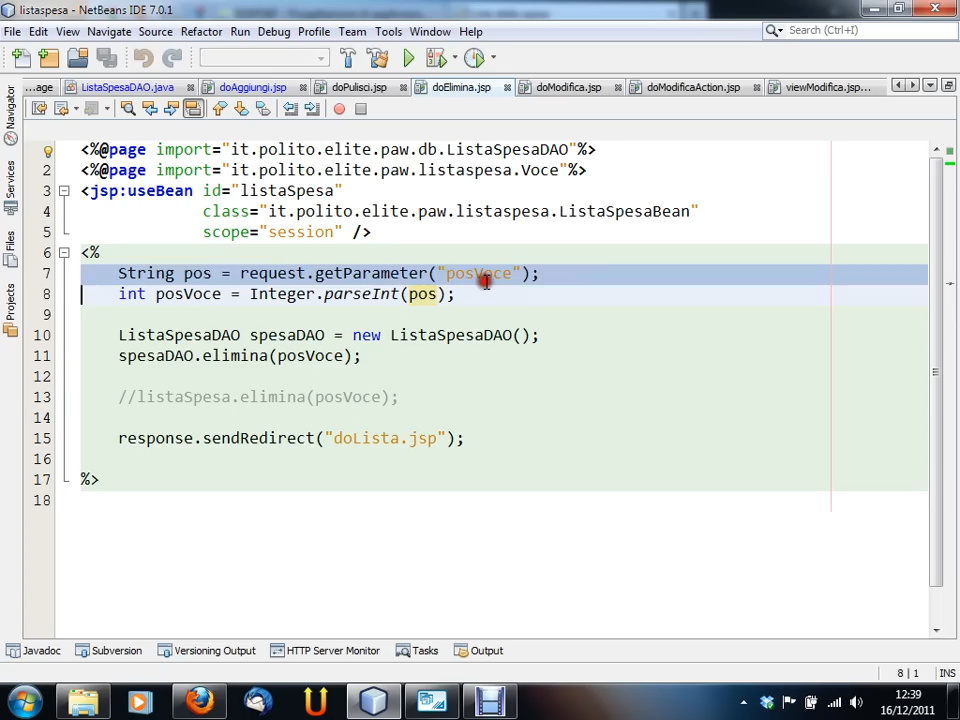 listaspesa - NetBeans IDE 7.0.1
File Edit View Navigate Source Refactor Run Debug Profile Team Tools Window Help
Search (Ctrl+I)
...age ListaSpesaDAO.java doAggiungi.jsp doPulisci.jsp doElimina.jsp doModifica.jsp doModificaAction.jsp viewModifica.jsp...
Navigator
Services
Files
Projects
1 <%@page import="it.polito.elite.paw.db.ListaSpesaDAO"%>
2 <%@page import="it.polito.elite.paw.listaspesa.Voce"%>
3 <jsp:useBean id="listaSpesa"
4 class="it.polito.elite.paw.listaspesa.ListaSpesaBean"
5 scope="session" />
6 <%
7 String pos = request.getParameter("posVoce");
8 int posVoce = Integer.parseInt(pos);
9
10 ListaSpesaDAO spesaDAO = new ListaSpesaDAO();
11 spesaDAO.elimina(posVoce);
12
13 //listaSpesa.elimina(posVoce);
14
15 response.sendRedirect("doLista.jsp");
16
17 %>
18
Javadoc Subversion Versioning Output HTTP Server Monitor Tasks Output
8 | 1 INS
12:39
16/12/2011